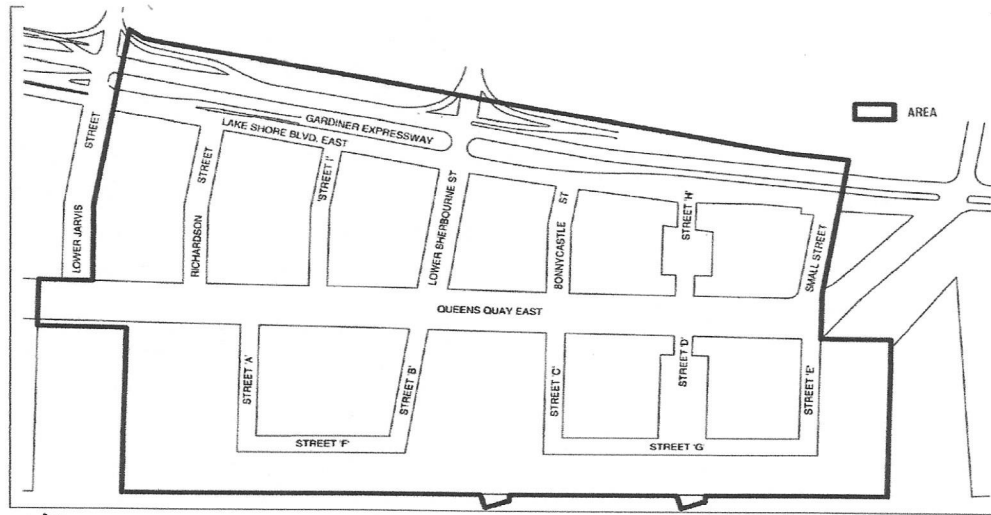 GARDINER EXPRESSWAY
LAKE SHORE BLVD. EAST
AREA
LOWER JARVIS STREET
RICHARDSON STREET
'STREET 'I'
LOWER SHERBOURNE ST
BONNYCASTLE ST
STREET 'H'
SMALL STREET
QUEENS QUAY EAST
STREET 'A'
STREET 'B'
STREET 'C'
STREET 'D'
STREET 'E'
STREET 'F'
STREET 'G'